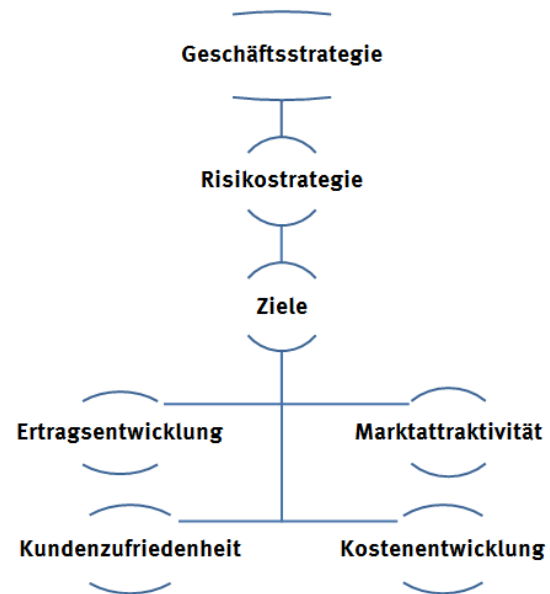 Geschäftsstrategie
Risikostrategie
Ziele
Ertragsentwicklung
Marktattraktivität
Kundenzufriedenheit
Kostenentwicklung